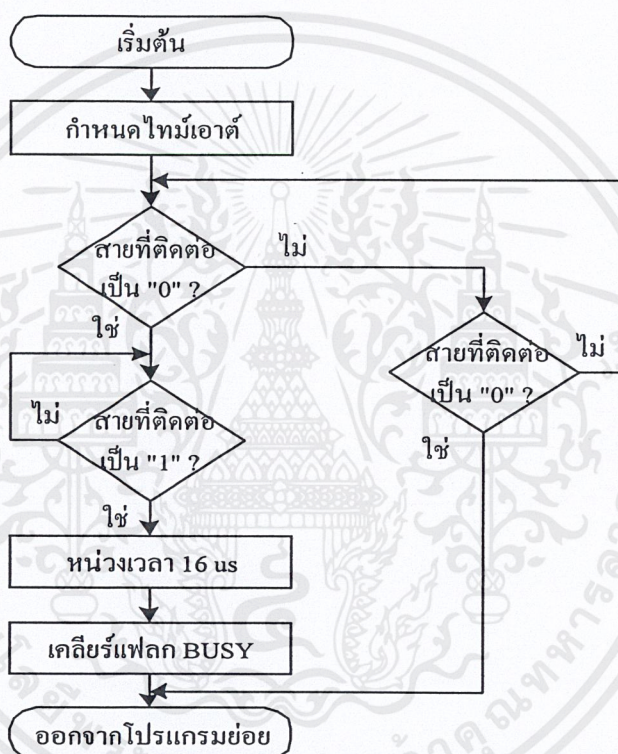 เริ่มต้น
กำหนดไทม์เอาต์
สายที่ติดต่อ
เป็น "0" ?
ไม่
ใช่
สายที่ติดต่อ
เป็น "0" ?
ไม่
ใช่
สายที่ติดต่อ
เป็น "1" ?
ไม่
ใช่
หน่วงเวลา 16 us
เคลียร์แฟลก BUSY
ออกจากโปรแกรมย่อย